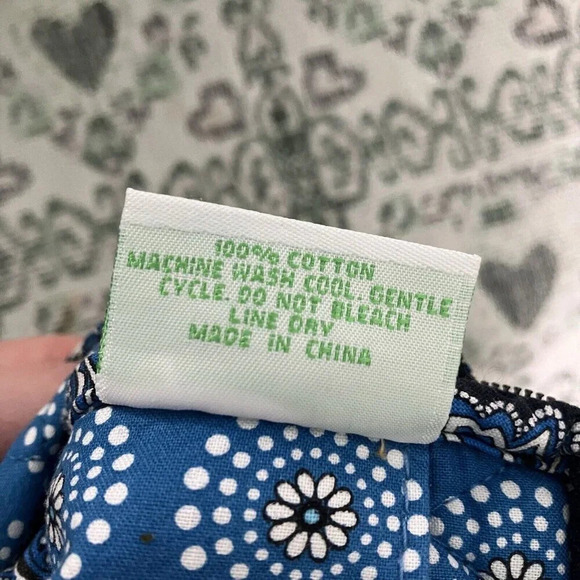 100% COTTON
MACHINE WASH COOL. GENTLE
CYCLE. DO NOT BLEACH
LINE DRY
MADE IN CHINA